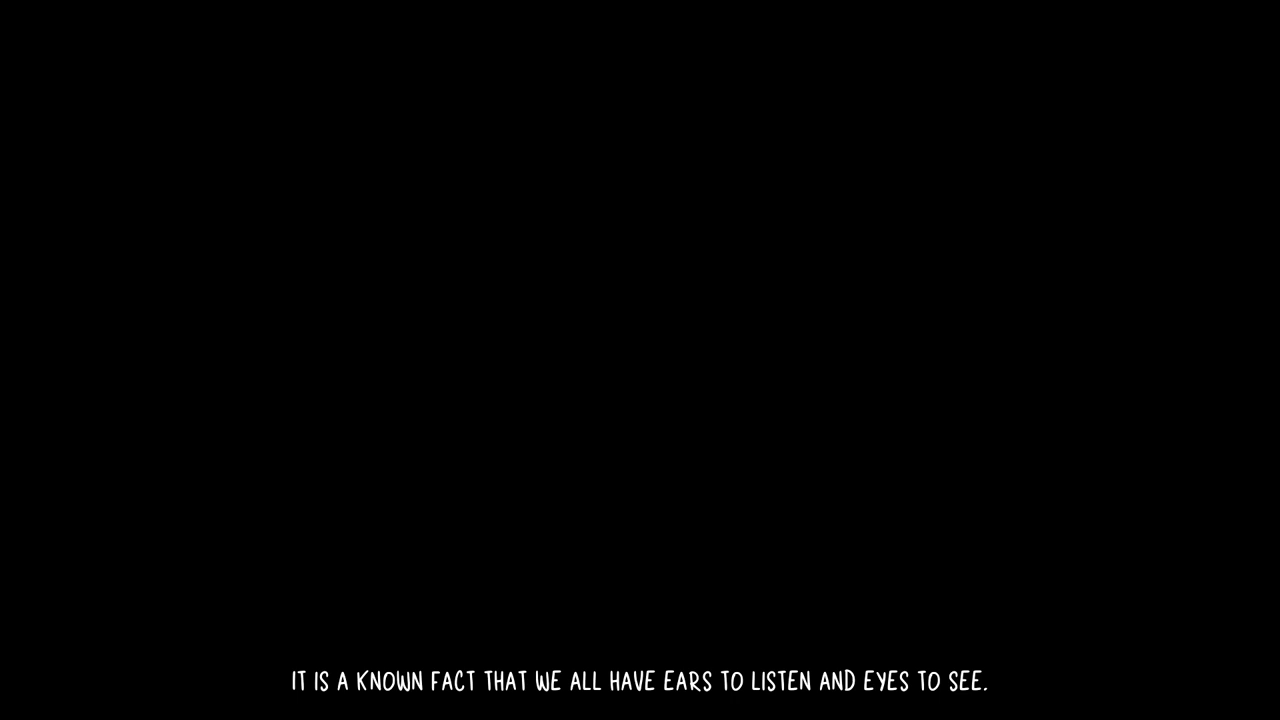 IT IS A KNOWN FACT THAT WE ALL HAVE EARS TO LISTEN AND EYES TO SEE.